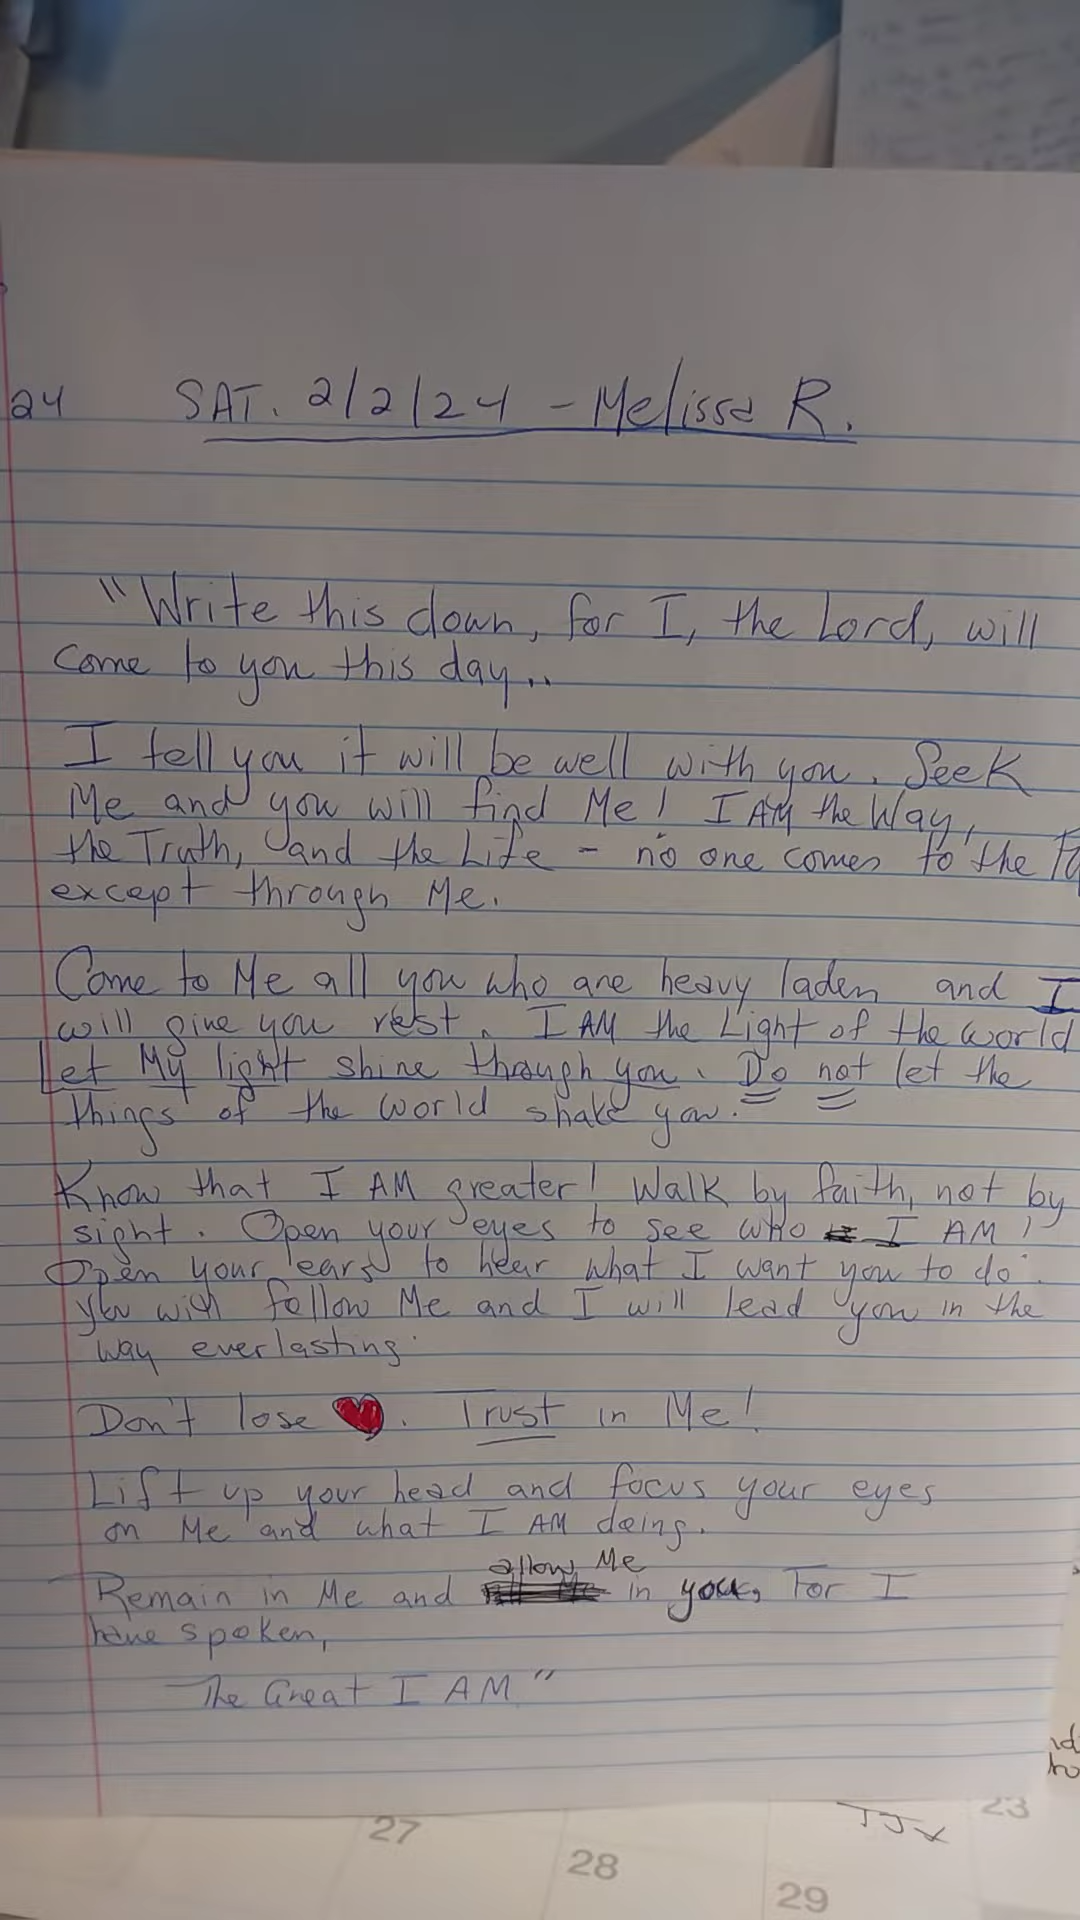 24 SAT. 2/2/24 - Melissa R.
"Write this down, for I, the Lord, will
come to you this day..
I tell you it will be well with you. Seek
Me and you will find Me! I AM the Way,
the Truth, and the Life - no one comes to the
except through Me.
Come to Me all you who are heavy laden and I
will give you rest. I AM the Light of the world
Let My light shine through you. Do not let the
things of the world shake you.
Know that I AM greater! Walk by faith, not by
sight. Open your eyes to see who I AM!
Open your ears to hear what I want you to do.
You will follow Me and I will lead you in the
way everlasting.
Don't lose ❤. Trust in Me!
Lift up your head and focus your eyes
on Me and what I AM doing.
allow Me
Remain in Me and in you, For I
have spoken,
The Great I AM"
27
28
29
23